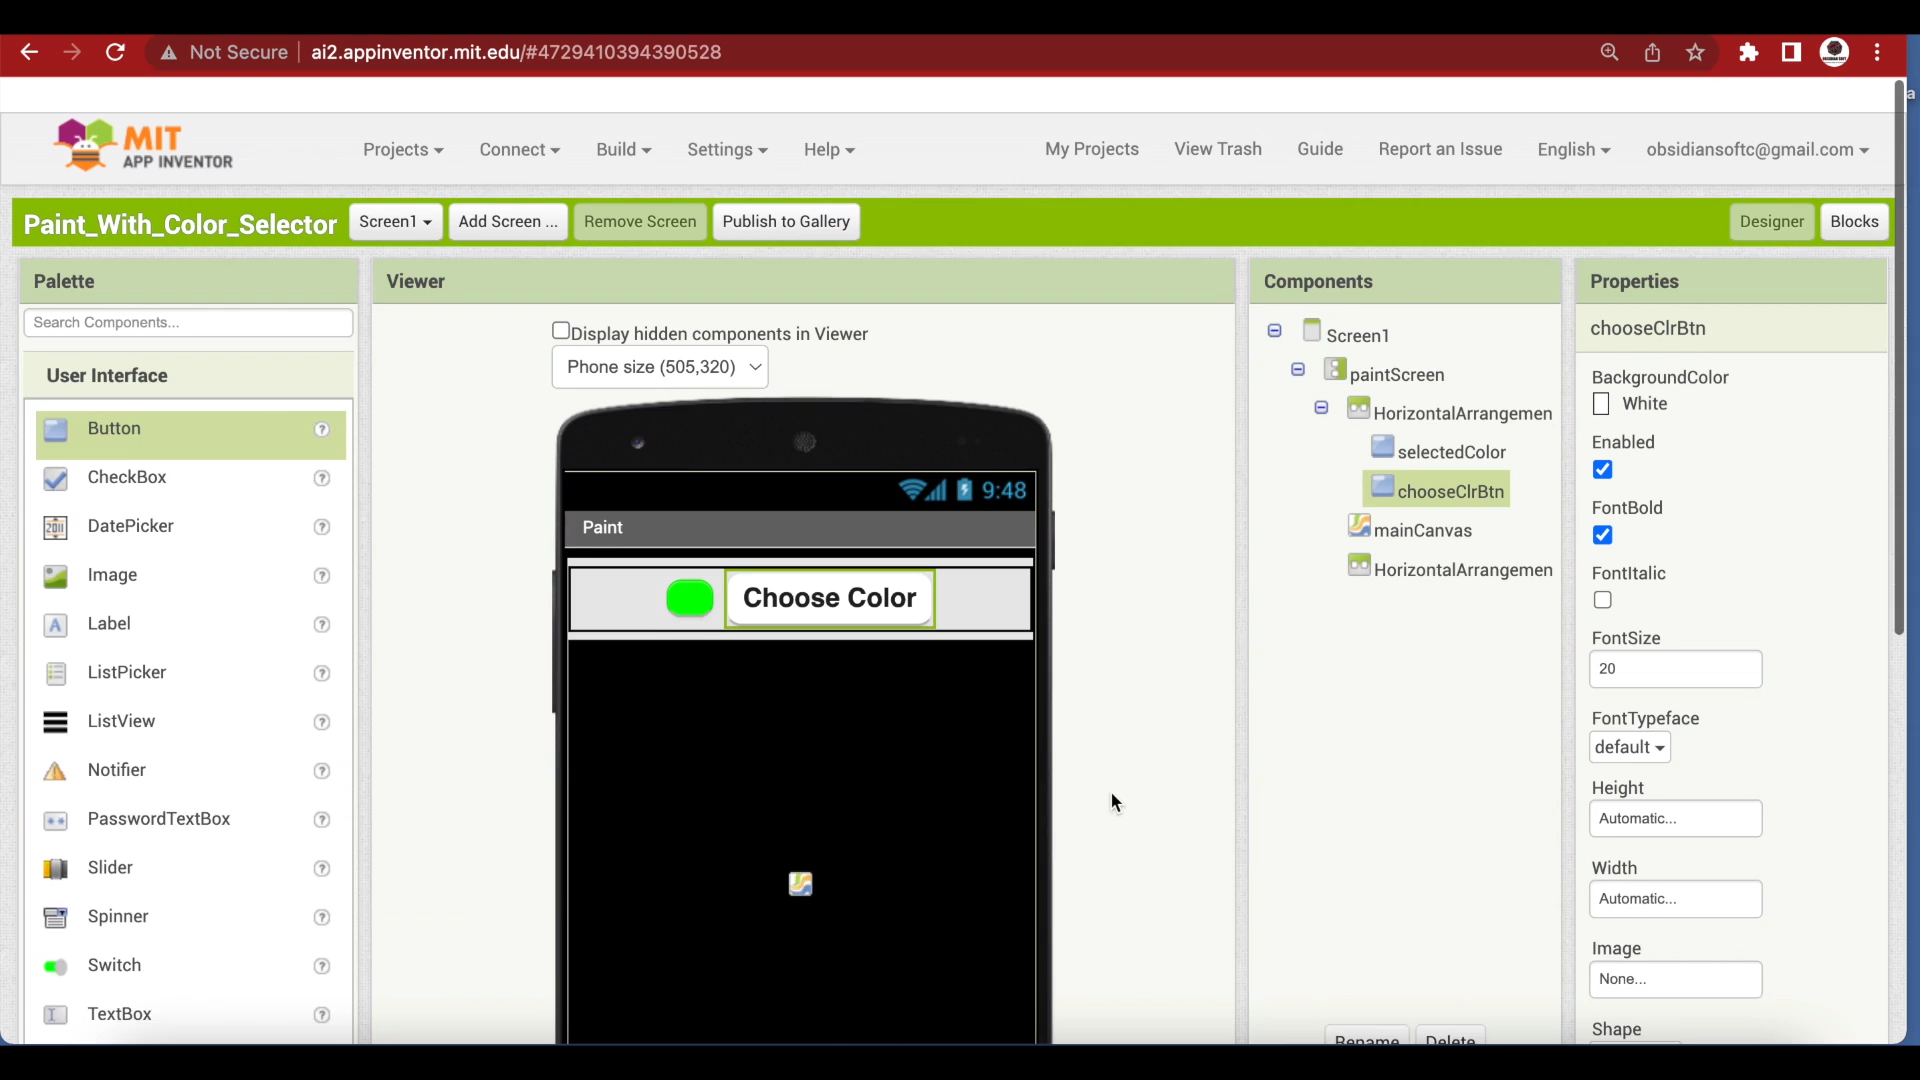 Not Secure
ai2.appinventor.mit.edu/#4729410394390528
a
MIT
APP INVENTOR
Projects
Connect
Build
Settings
Help
My Projects
View Trash
Guide
Report an Issue
English
obsidiansoftc@gmail.com
Paint_With_Color_Selector
Screen1
Add Screen ...
Remove Screen
Publish to Gallery
Designer
Blocks
Palette
Search Components...
User Interface
Button
?
CheckBox
?
DatePicker
?
Image
?
Label
?
ListPicker
?
ListView
?
Notifier
?
PasswordTextBox
?
Slider
?
Spinner
?
Switch
?
TextBox
?
Viewer
Display hidden components in Viewer
Phone size (505,320)
9:48
Paint
Choose Color
Components
Screen1
paintScreen
HorizontalArrangemen
selectedColor
chooseClrBtn
mainCanvas
HorizontalArrangemen
Rename
Delete
Properties
chooseClrBtn
BackgroundColor
White
Enabled
FontBold
FontItalic
FontSize
20
FontTypeface
default
Height
Automatic...
Width
Automatic...
Image
None...
Shape